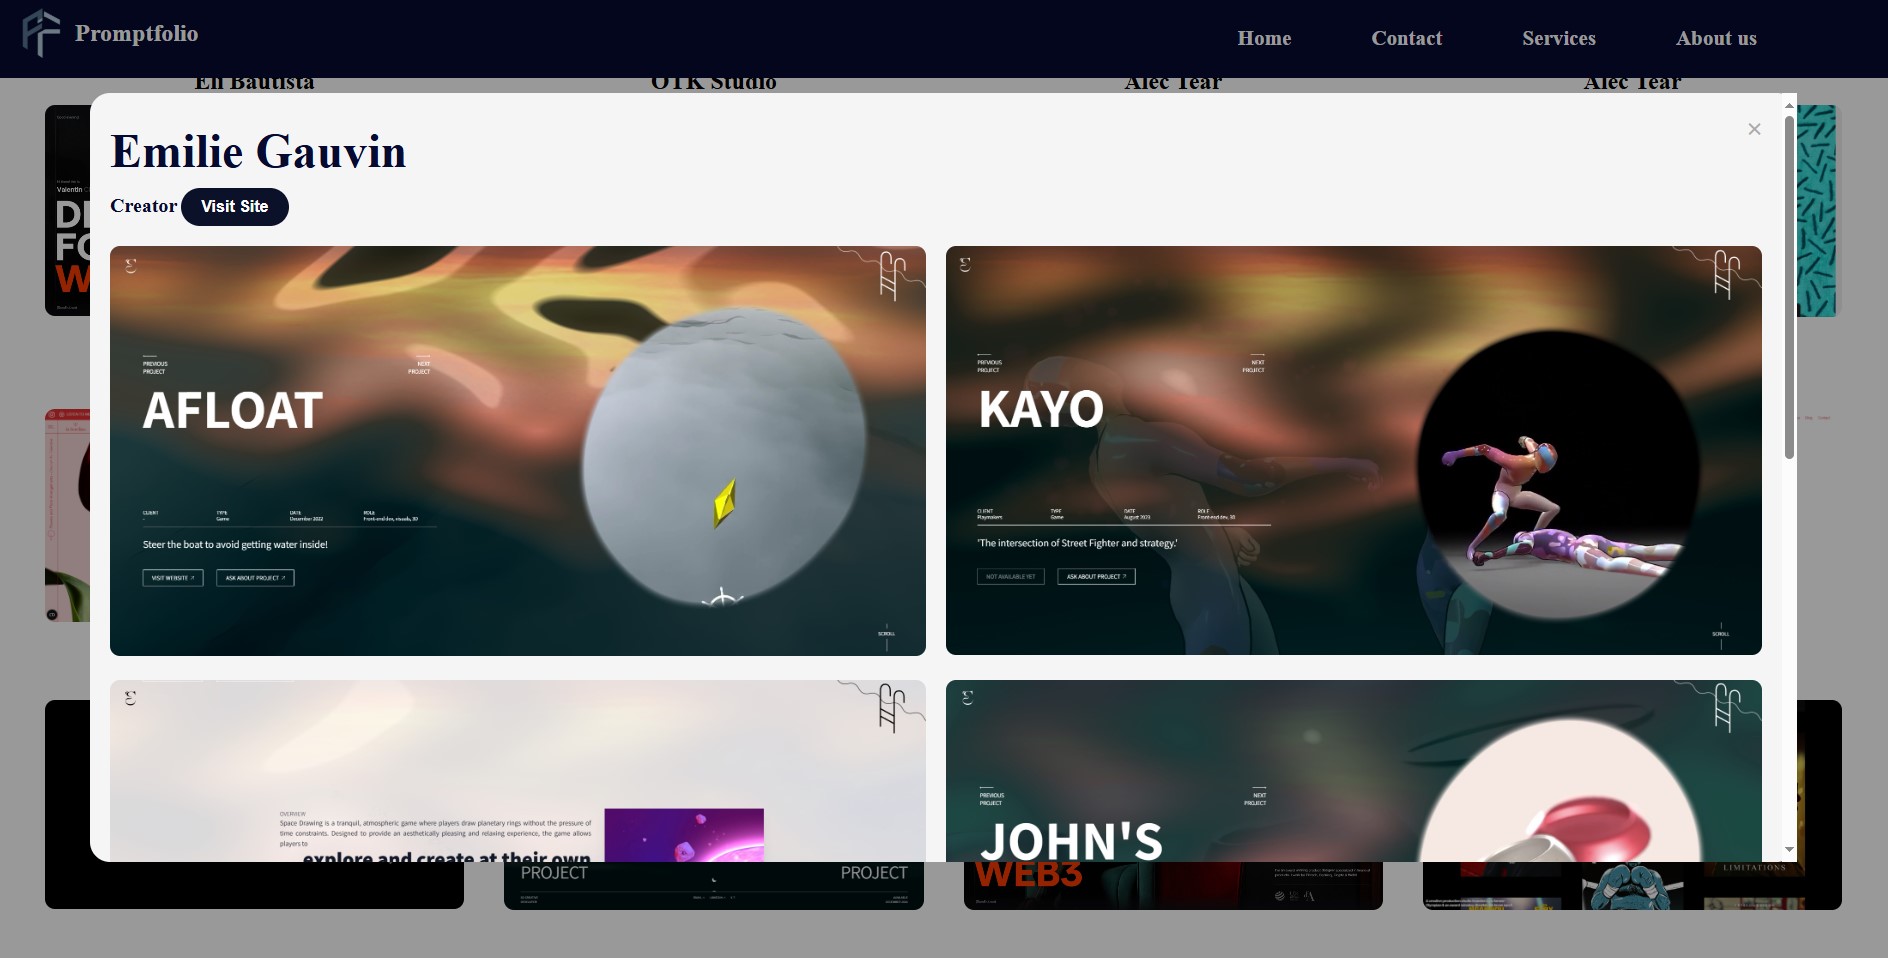 Promptfolio
Home
Contact
Services
About us
Eli Bautista
OTK Studio
Alec Tear
Alec Tear
Emilie Gauvin
Creator
Visit Site
×
Valentin
PREVIOUS
PROJECT
NEXT
PROJECT
AFLOAT
CLIENT
-
TYPE
Game
DATE
December 2022
ROLE
Front-end dev, visuals, 3D
Steer the boat to avoid getting water inside!
VISIT WEBSITE ↗
ASK ABOUT PROJECT ↗
SCROLL
PREVIOUS
PROJECT
NEXT
PROJECT
KAYO
CLIENT
Playmakers
TYPE
Game
DATE
August 2023
ROLE
Front-end dev, 3D
'The intersection of Street Fighter and strategy.'
NOT AVAILABLE YET
ASK ABOUT PROJECT ↗
SCROLL
OVERVIEW
Space Drawing is a tranquil, atmospheric game where players draw planetary rings without the pressure of
time constraints. Designed to provide an aesthetically pleasing and relaxing experience, the game allows
players to
explore and create at their own
PREVIOUS
PROJECT
NEXT
PROJECT
JOHN'S
PROJECT
PROJECT
WEB3
LIMITATIONS